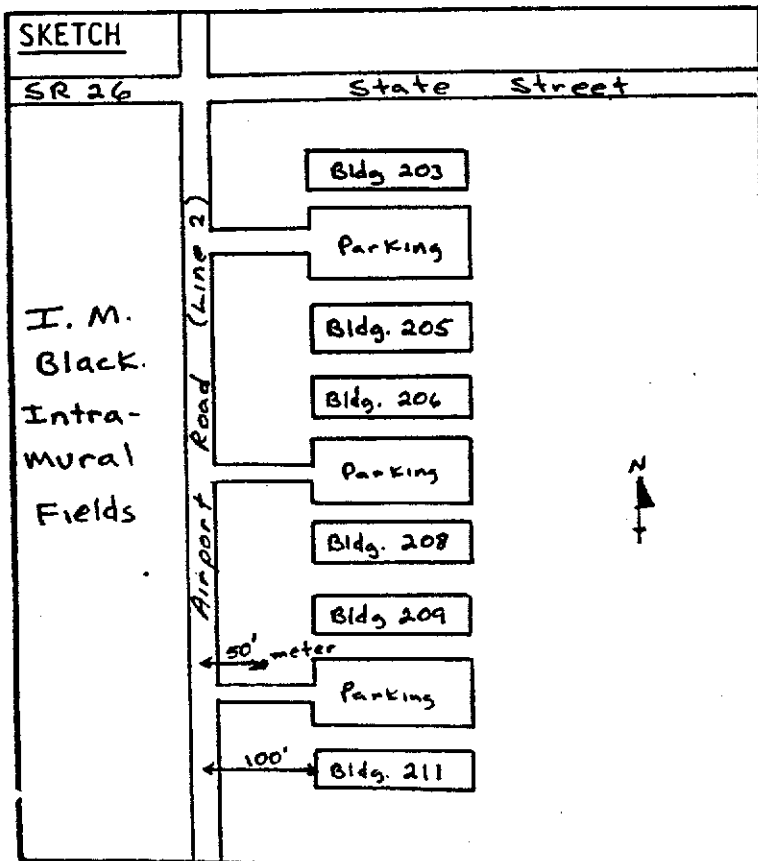 SKETCH
SR 26 State Street
Bldg 203
Parking
Airport Road (Line 2)
I. M.
Black.
Intra-
mural
Fields
Bldg. 205
Bldg. 206
Parking
N
Bldg. 208
Bldg 209
50' meter
Parking
100'
Bldg. 211